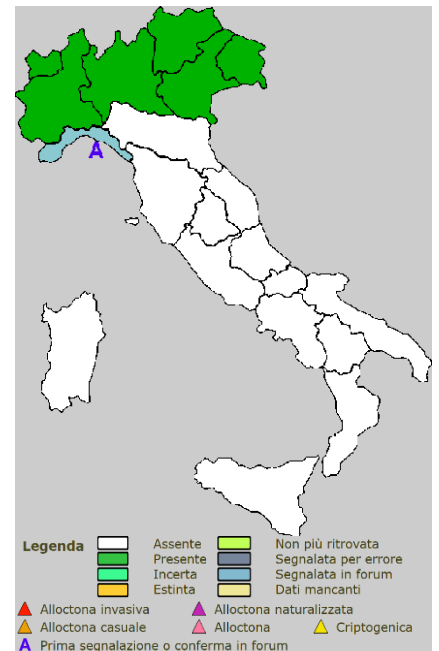 A
Legenda
Assente
Non più ritrovata
Presente
Segnalata per errore
Incerta
Segnalata in forum
Estinta
Dati mancanti
Alloctona invasiva
Alloctona naturalizzata
Alloctona casuale
Alloctona
Criptogenica
A Prima segnalazione o conferma in forum